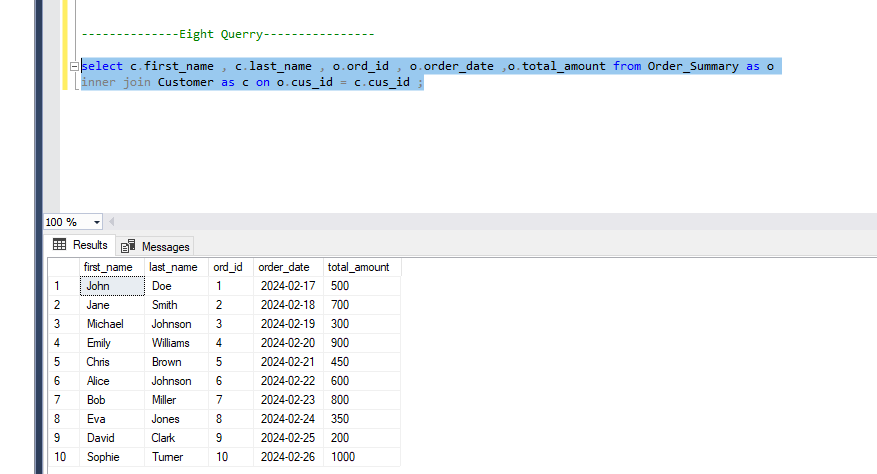 --------------Eight Querry----------------
select c.first_name , c.last_name , o.ord_id , o.order_date ,o.total_amount from Order_Summary as o
inner join Customer as c on o.cus_id = c.cus_id ;
100 %
Results Messages
first_name last_name ord_id order_date total_amount
1 John Doe 1 2024-02-17 500
2 Jane Smith 2 2024-02-18 700
3 Michael Johnson 3 2024-02-19 300
4 Emily Williams 4 2024-02-20 900
5 Chris Brown 5 2024-02-21 450
6 Alice Johnson 6 2024-02-22 600
7 Bob Miller 7 2024-02-23 800
8 Eva Jones 8 2024-02-24 350
9 David Clark 9 2024-02-25 200
10 Sophie Turner 10 2024-02-26 1000